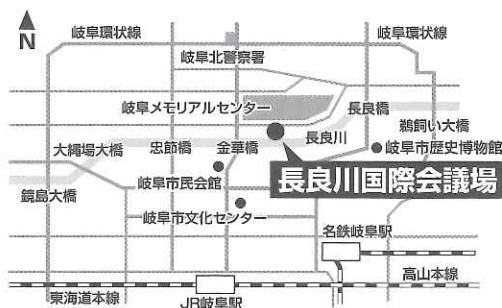 岐阜環状線
岐阜環状線
N
岐阜北警察署
岐阜メモリアルセンター
長良橋
鵜飼い大橋
大縄場大橋
忠節橋
金華橋
長良川
岐阜市歴史博物館
鏡島大橋
岐阜市民会館
長良川国際会議場
岐阜市文化センター
名鉄岐阜駅
高山本線
東海道本線
JR岐阜駅